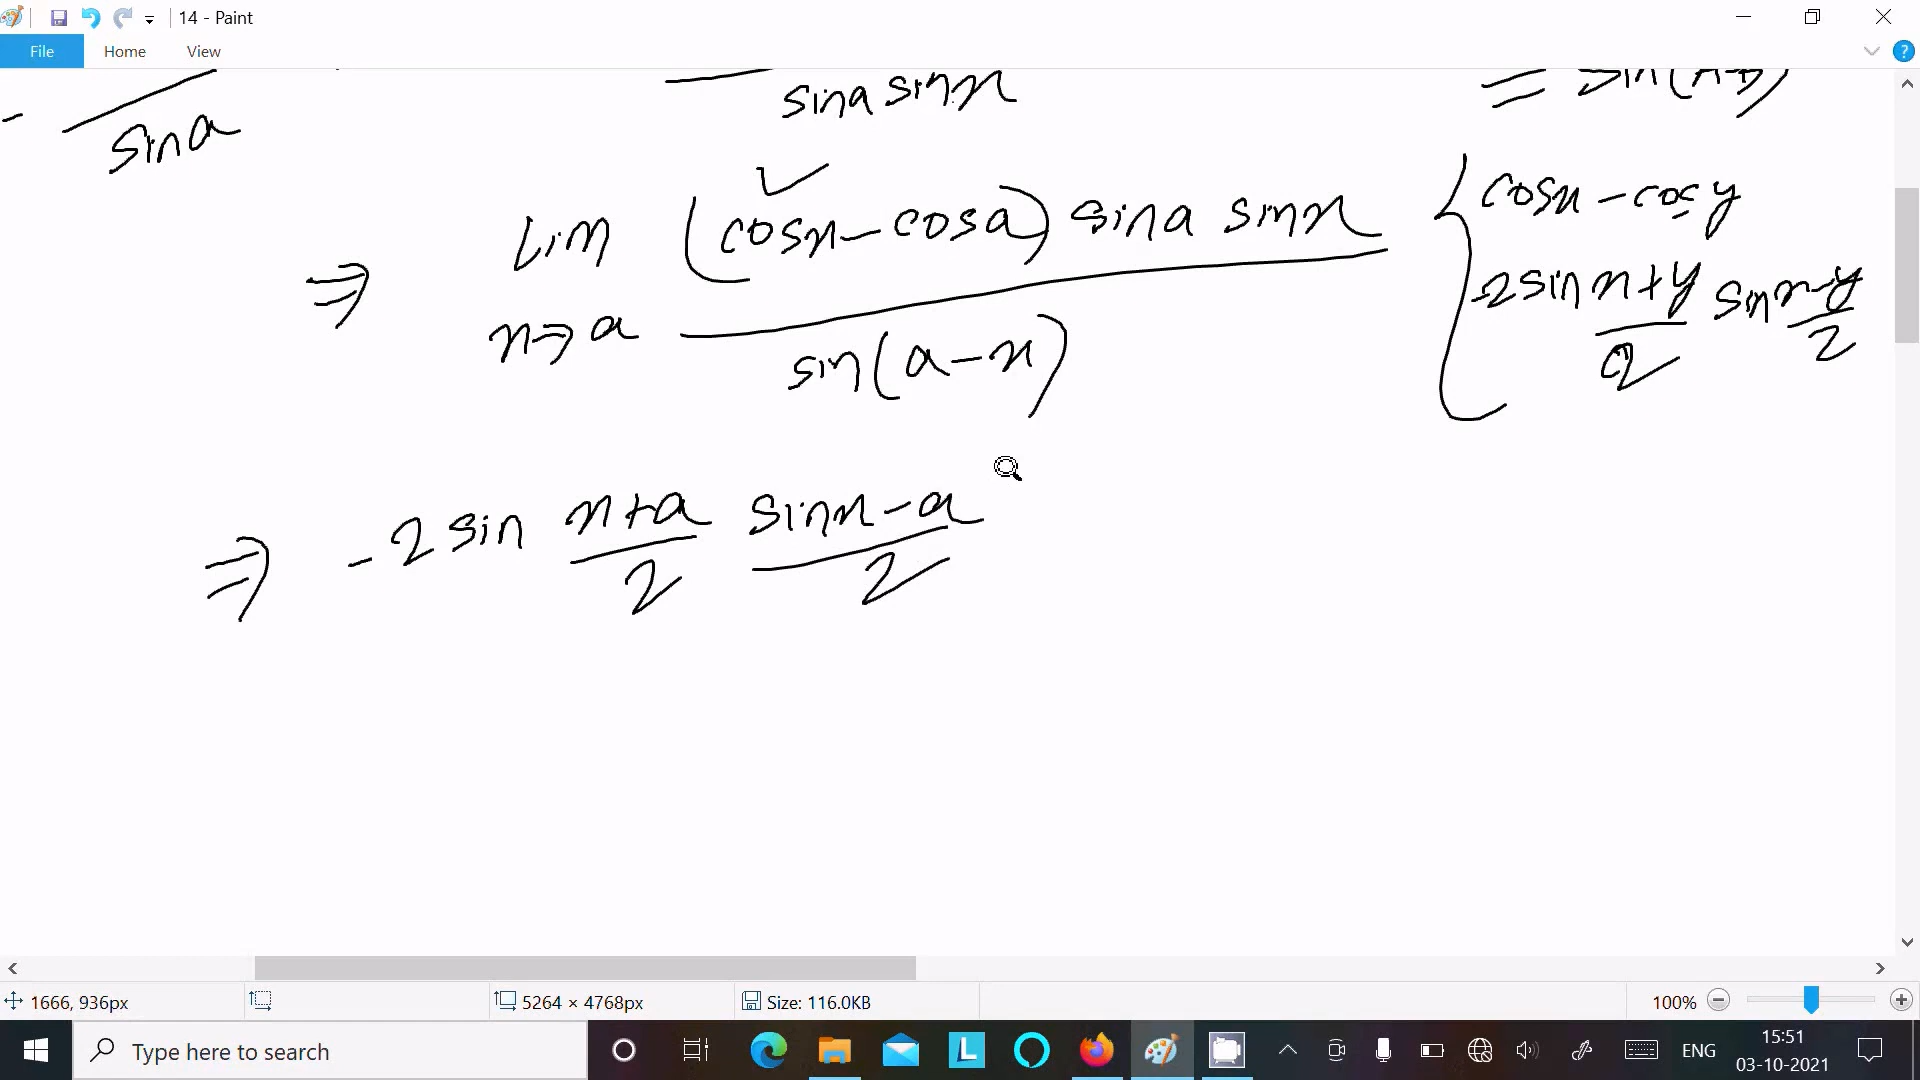 14 - Paint
File Home View
- sina
sina sinx
= sin(A-B)
⇒ lim x→a (cosx-cosa) sina sinx / sin(a-x)
cosx - cosy
-2 sin x+y/2 sin x-y/2
⇒ -2 sin x+a/2 sin x-a/2
1666, 936px 5264 × 4768px Size: 116.0KB 100%
Type here to search
L
ENG
15:51
03-10-2021